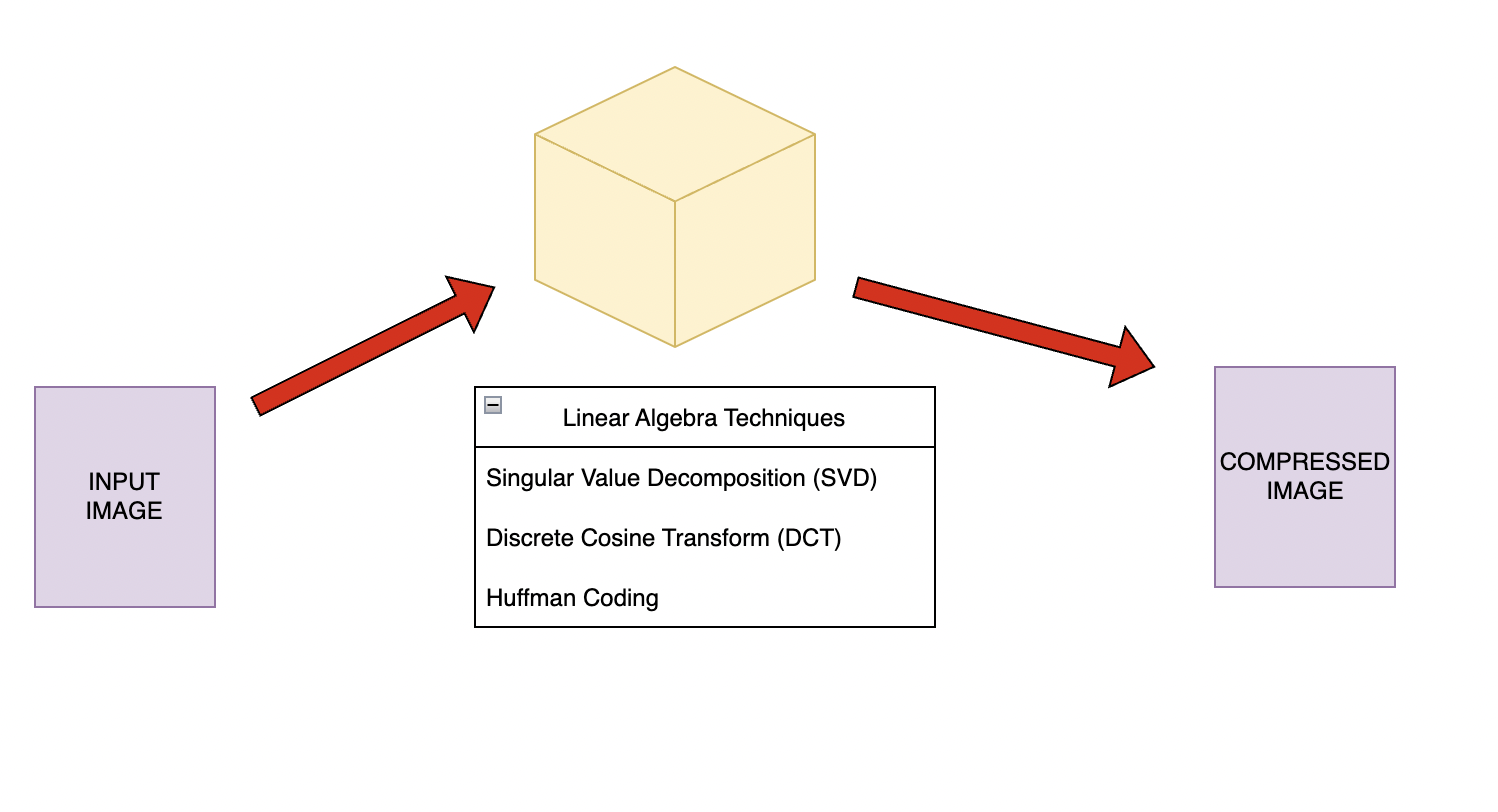 INPUT
IMAGE
Linear Algebra Techniques
Singular Value Decomposition (SVD)
Discrete Cosine Transform (DCT)
Huffman Coding
COMPRESSED
IMAGE